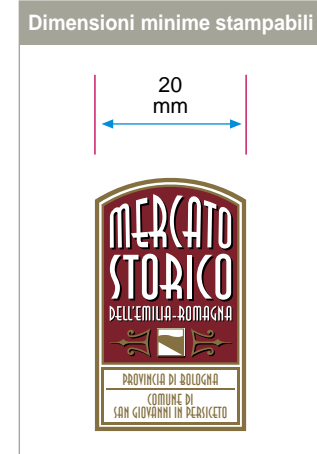 Dimensioni minime stampabili
20
mm
MERCATO
STORICO
DELL'EMILIA-ROMAGNA
PROVINCIA DI BOLOGNA
COMUNE DI
SAN GIOVANNI IN PERSICETO